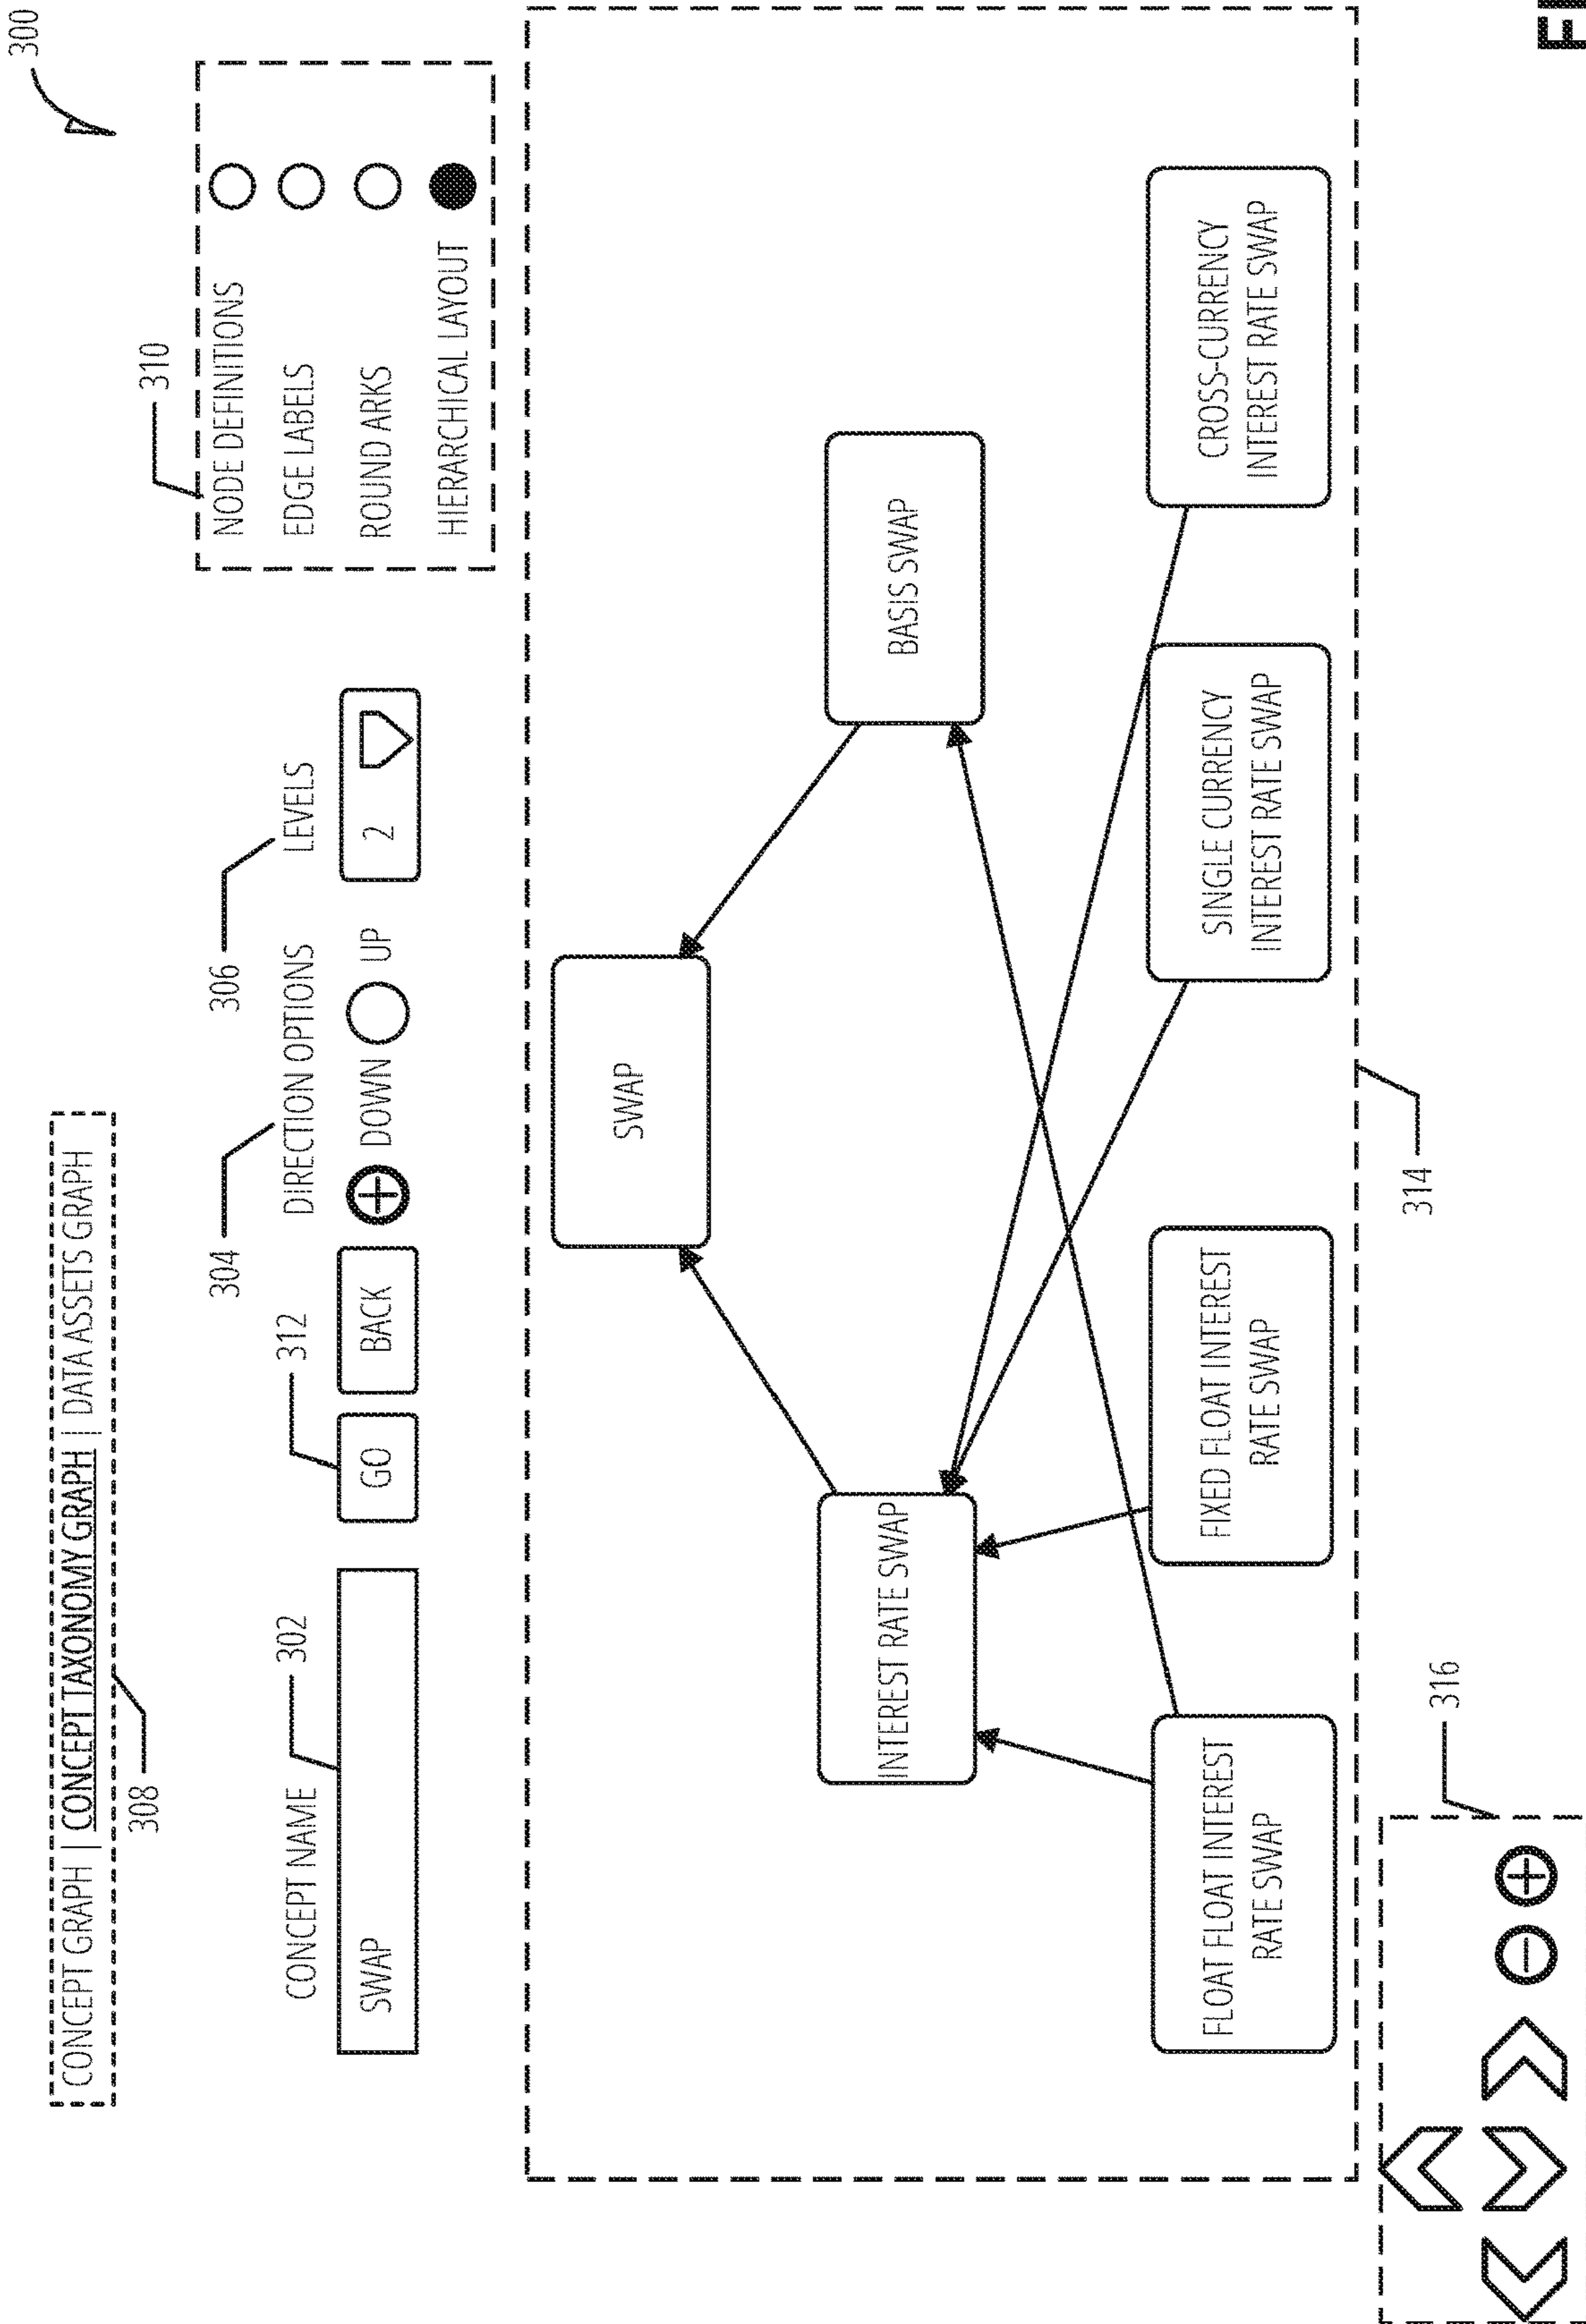 300
CONCEPT GRAPH | CONCEPT TAXONOMY GRAPH | DATA ASSETS GRAPH
308
310
NODE DEFINITIONS
EDGE LABELS
ROUND ARKS
HIERARCHICAL LAYOUT
302
312
304
306
CONCEPT NAME
DIRECTION OPTIONS
LEVELS
SWAP
GO
BACK
DOWN
UP
2
SWAP
INTEREST RATE SWAP
BASIS SWAP
FLOAT FLOAT INTEREST
RATE SWAP
FIXED FLOAT INTEREST
RATE SWAP
SINGLE CURRENCY
INTEREST RATE SWAP
CROSS-CURRENCY
INTEREST RATE SWAP
314
316